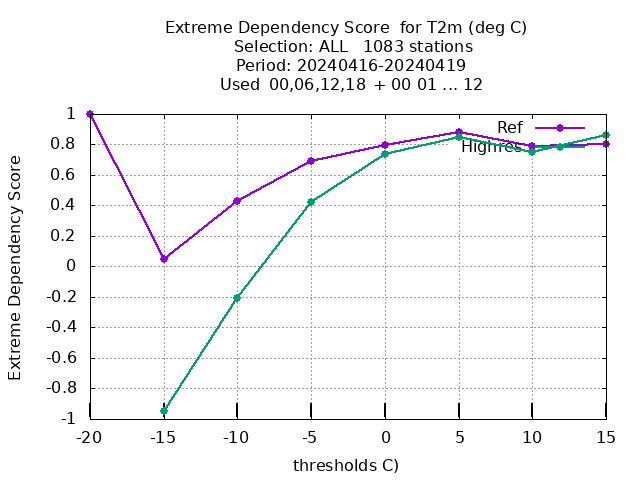 Extreme Dependency Score for T2m (deg C)
Selection: ALL 1083 stations
Period: 20240416-20240419
Used 00,06,12,18 + 00 01 ... 12
Ref
Highres
1
0.8
0.6
0.4
0.2
0
-0.2
-0.4
-0.6
-0.8
-1
Extreme Dependency Score
-20 -15 -10 -5 0 5 10 15
thresholds C)